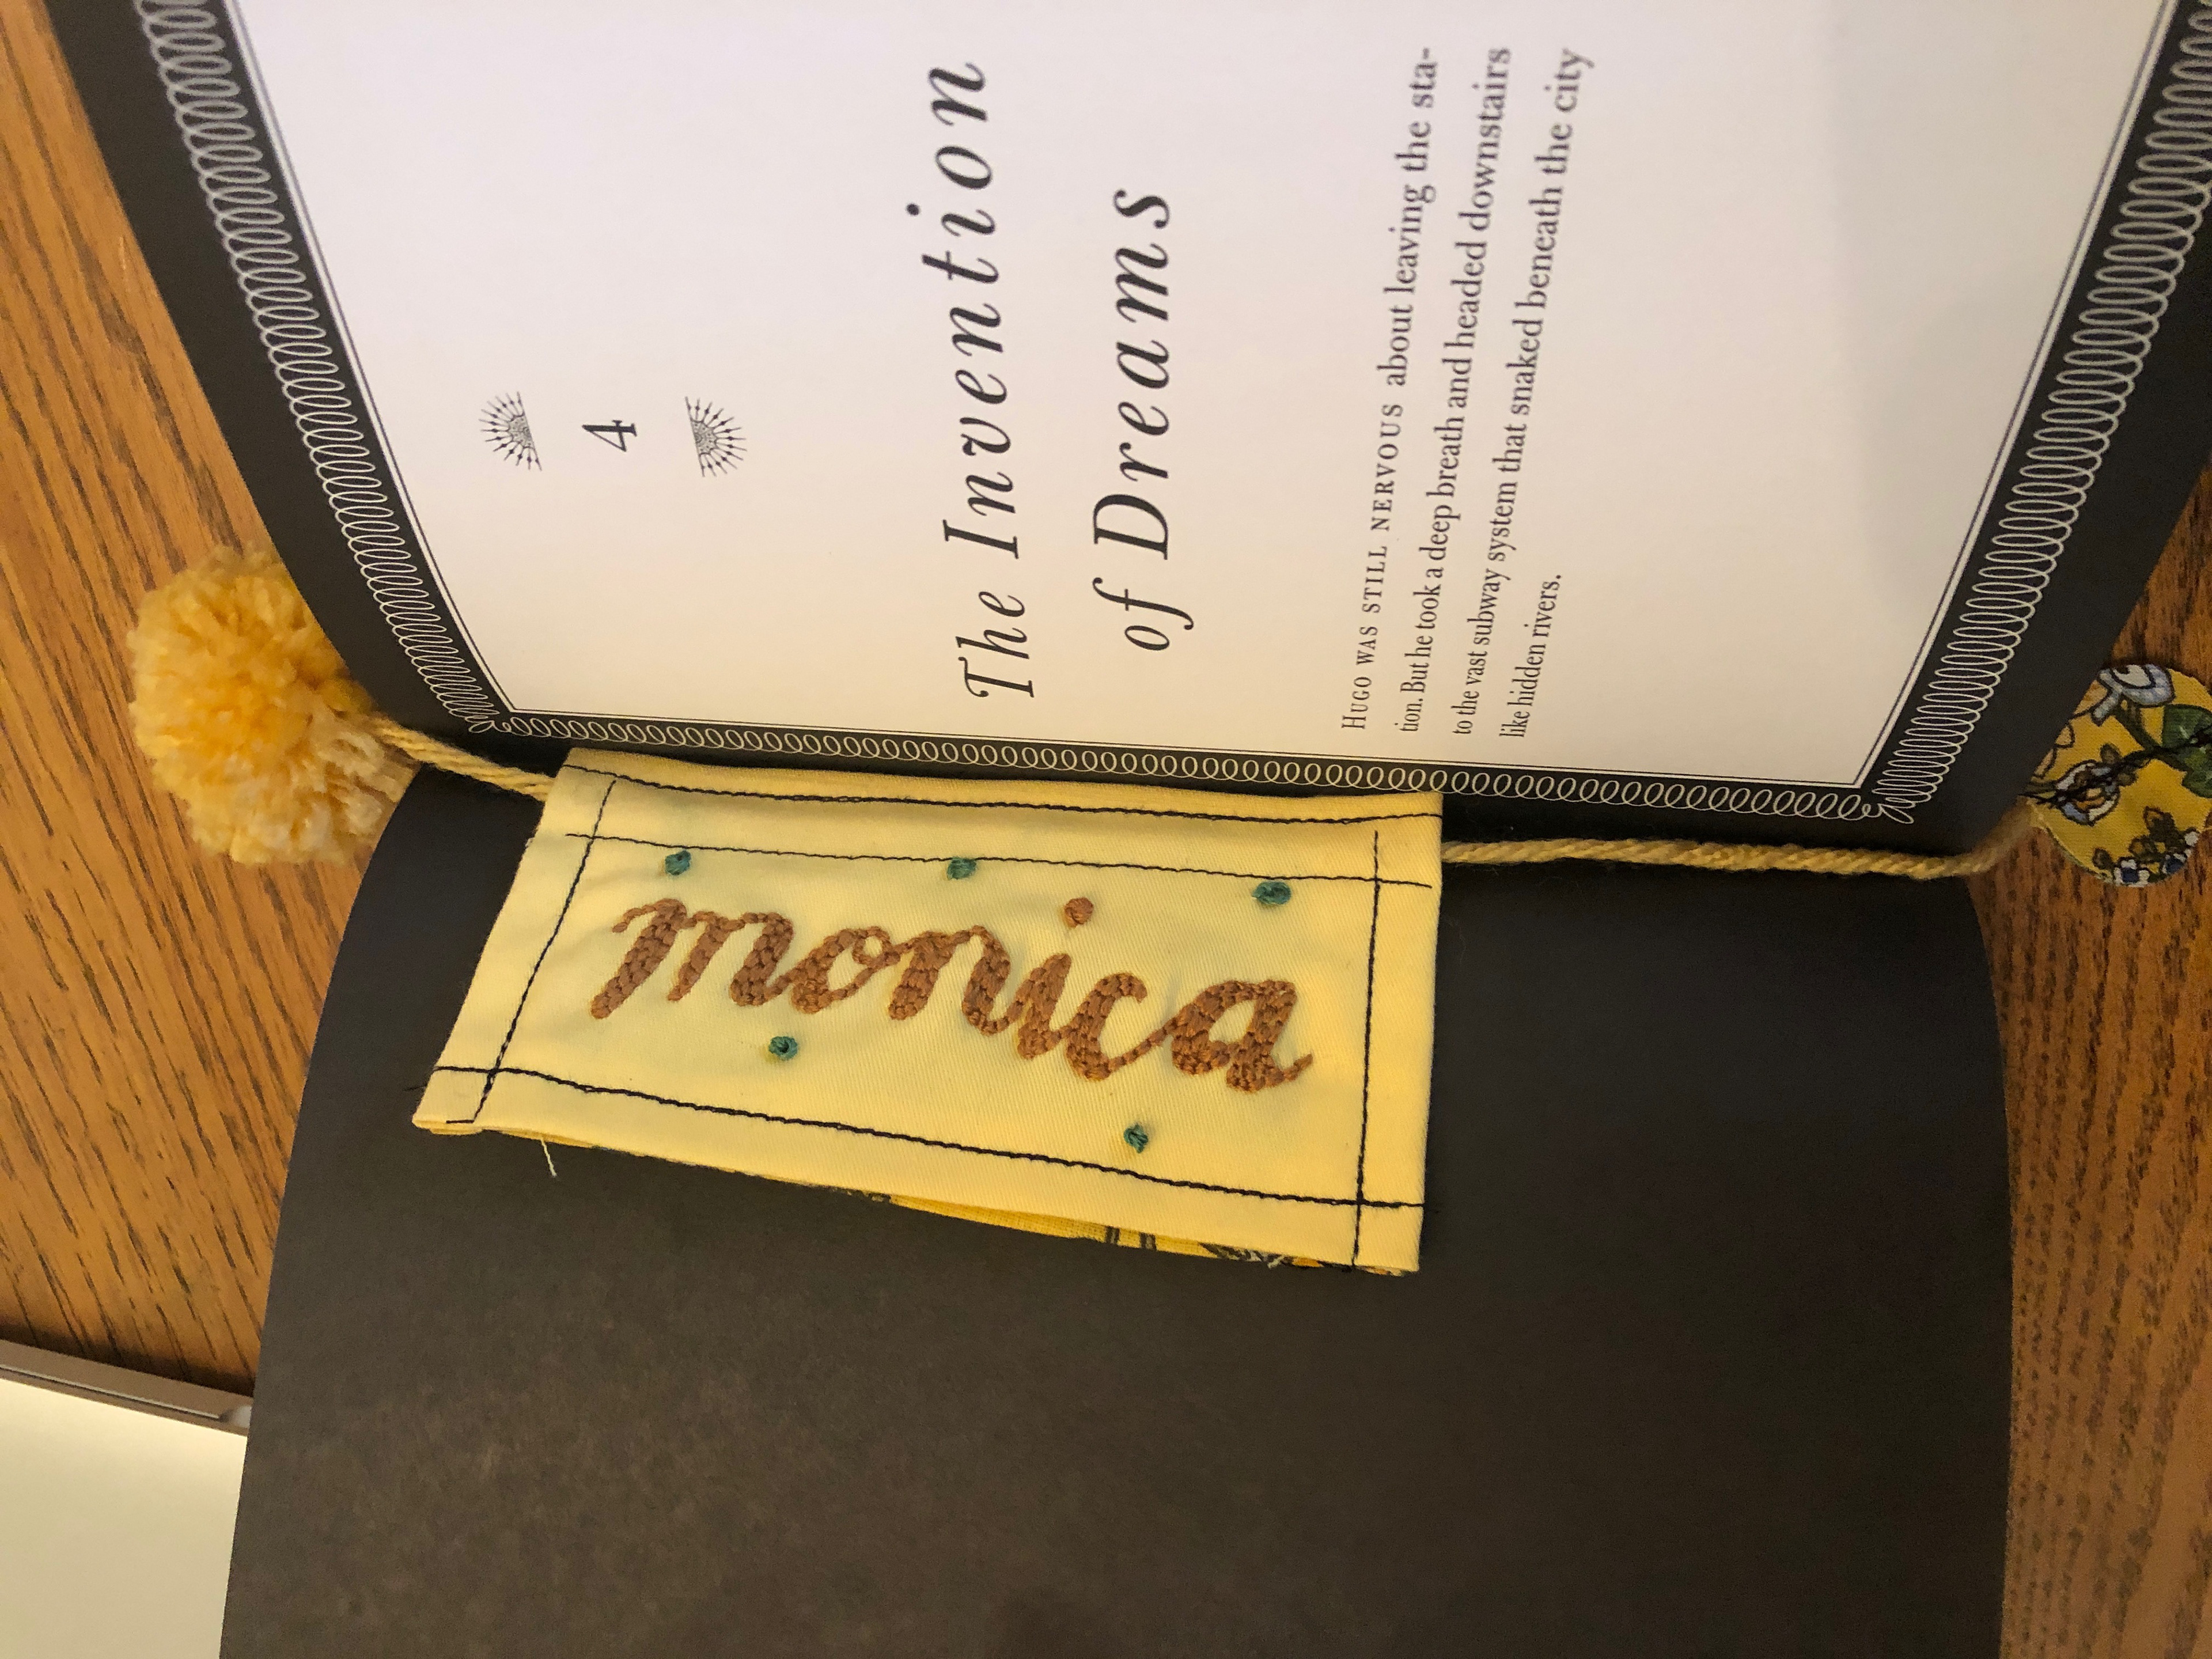 4
The Invention
of Dreams
HUGO WAS STILL NERVOUS about leaving the sta-
tion. But he took a deep breath and headed downstairs
to the vast subway system that snaked beneath the city
like hidden rivers.
monica